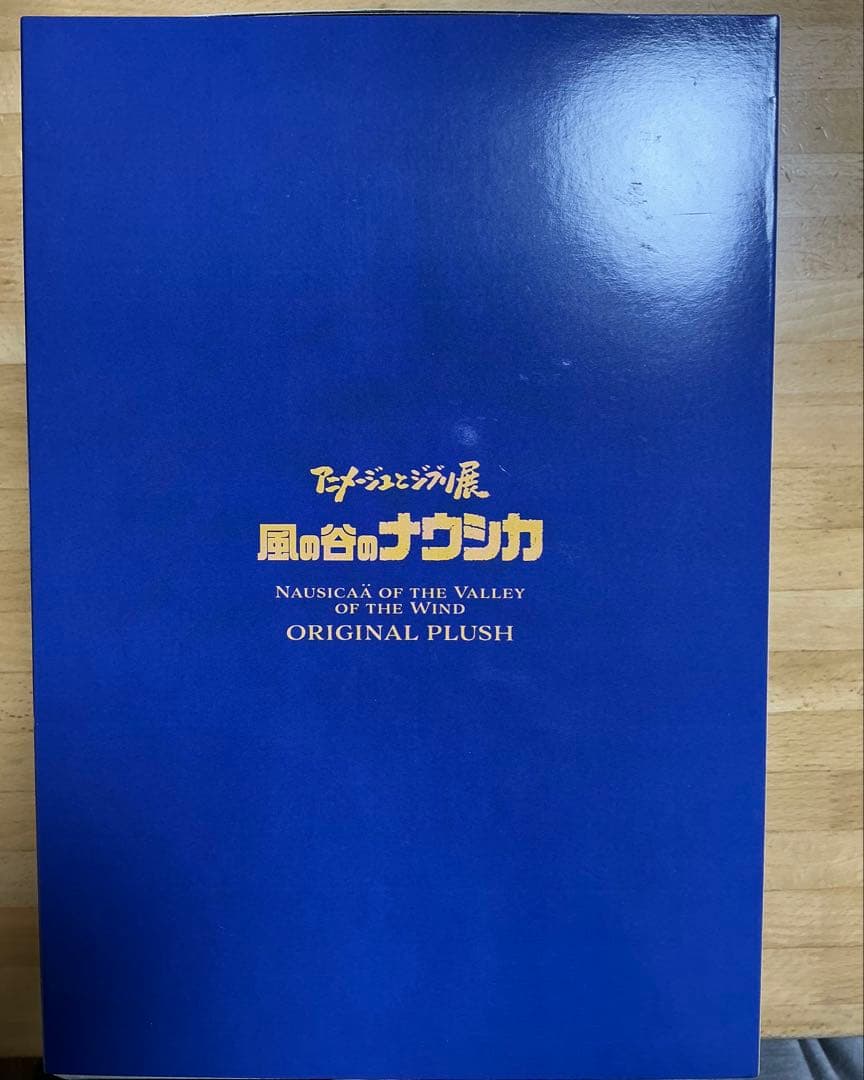 アニメージュとジブリ展
風の谷のナウシカ
NAUSICAÄ OF THE VALLEY
OF THE WIND
ORIGINAL PLUSH